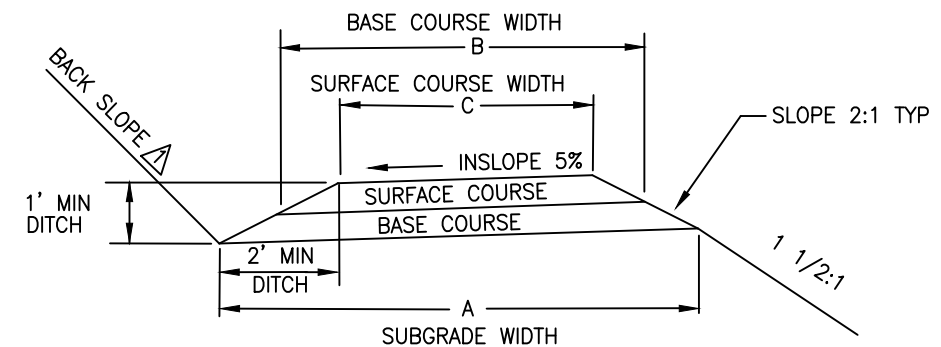 BASE COURSE WIDTH
B
SURFACE COURSE WIDTH
C
BACK SLOPE 1
SLOPE 2:1 TYP
INSLOPE 5%
SURFACE COURSE
BASE COURSE
1' MIN
DITCH
2' MIN
DITCH
1 1/2:1
A
SUBGRADE WIDTH